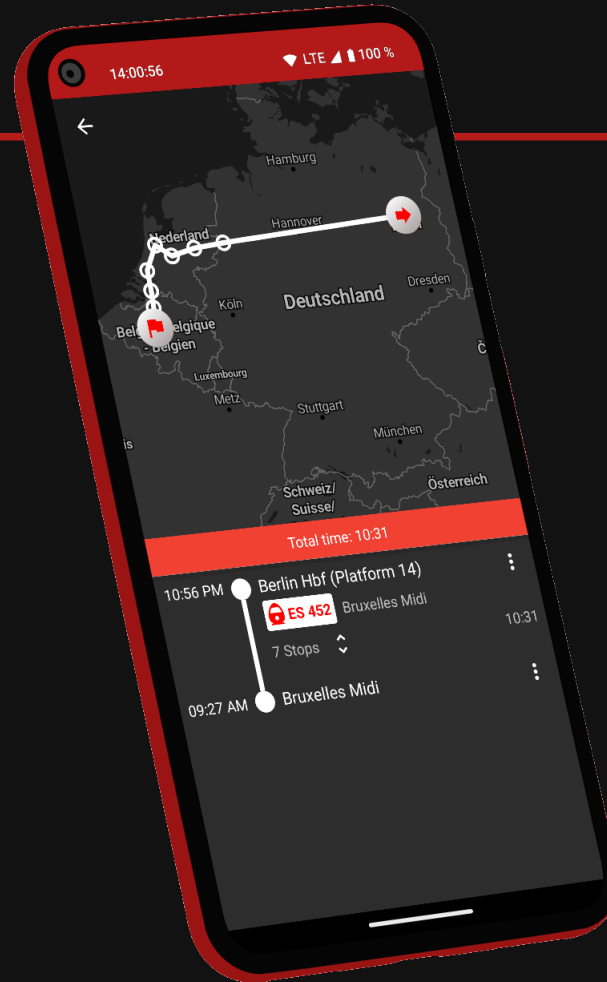 14:00:56 LTE 100 %
Hamburg
Nederland
Hannover
Dresden
Köln
Deutschland
- Belgien
Luxembourg
Metz
Stuttgart
München
is
Č
Schweiz/
Suisse/
Österreich
Total time: 10:31
10:56 PM Berlin Hbf (Platform 14)
ES 452 Bruxelles Midi
7 Stops 10:31
09:27 AM Bruxelles Midi